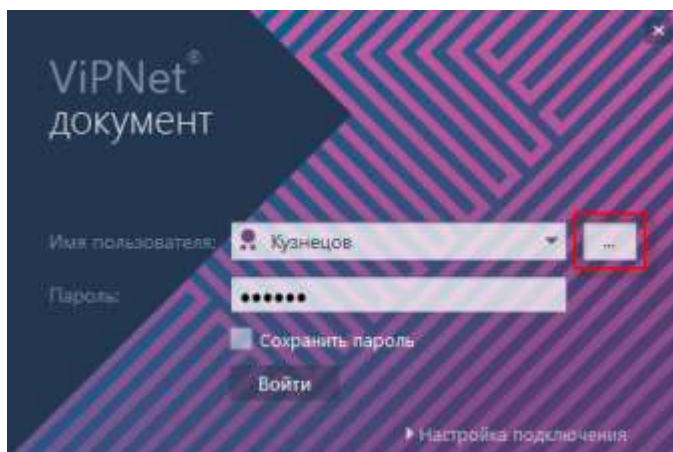 ViPNet®
документ
Имя пользователя: Кузнецов ...
Пароль: ••••••
Сохранить пароль
Войти
Настройка подключения